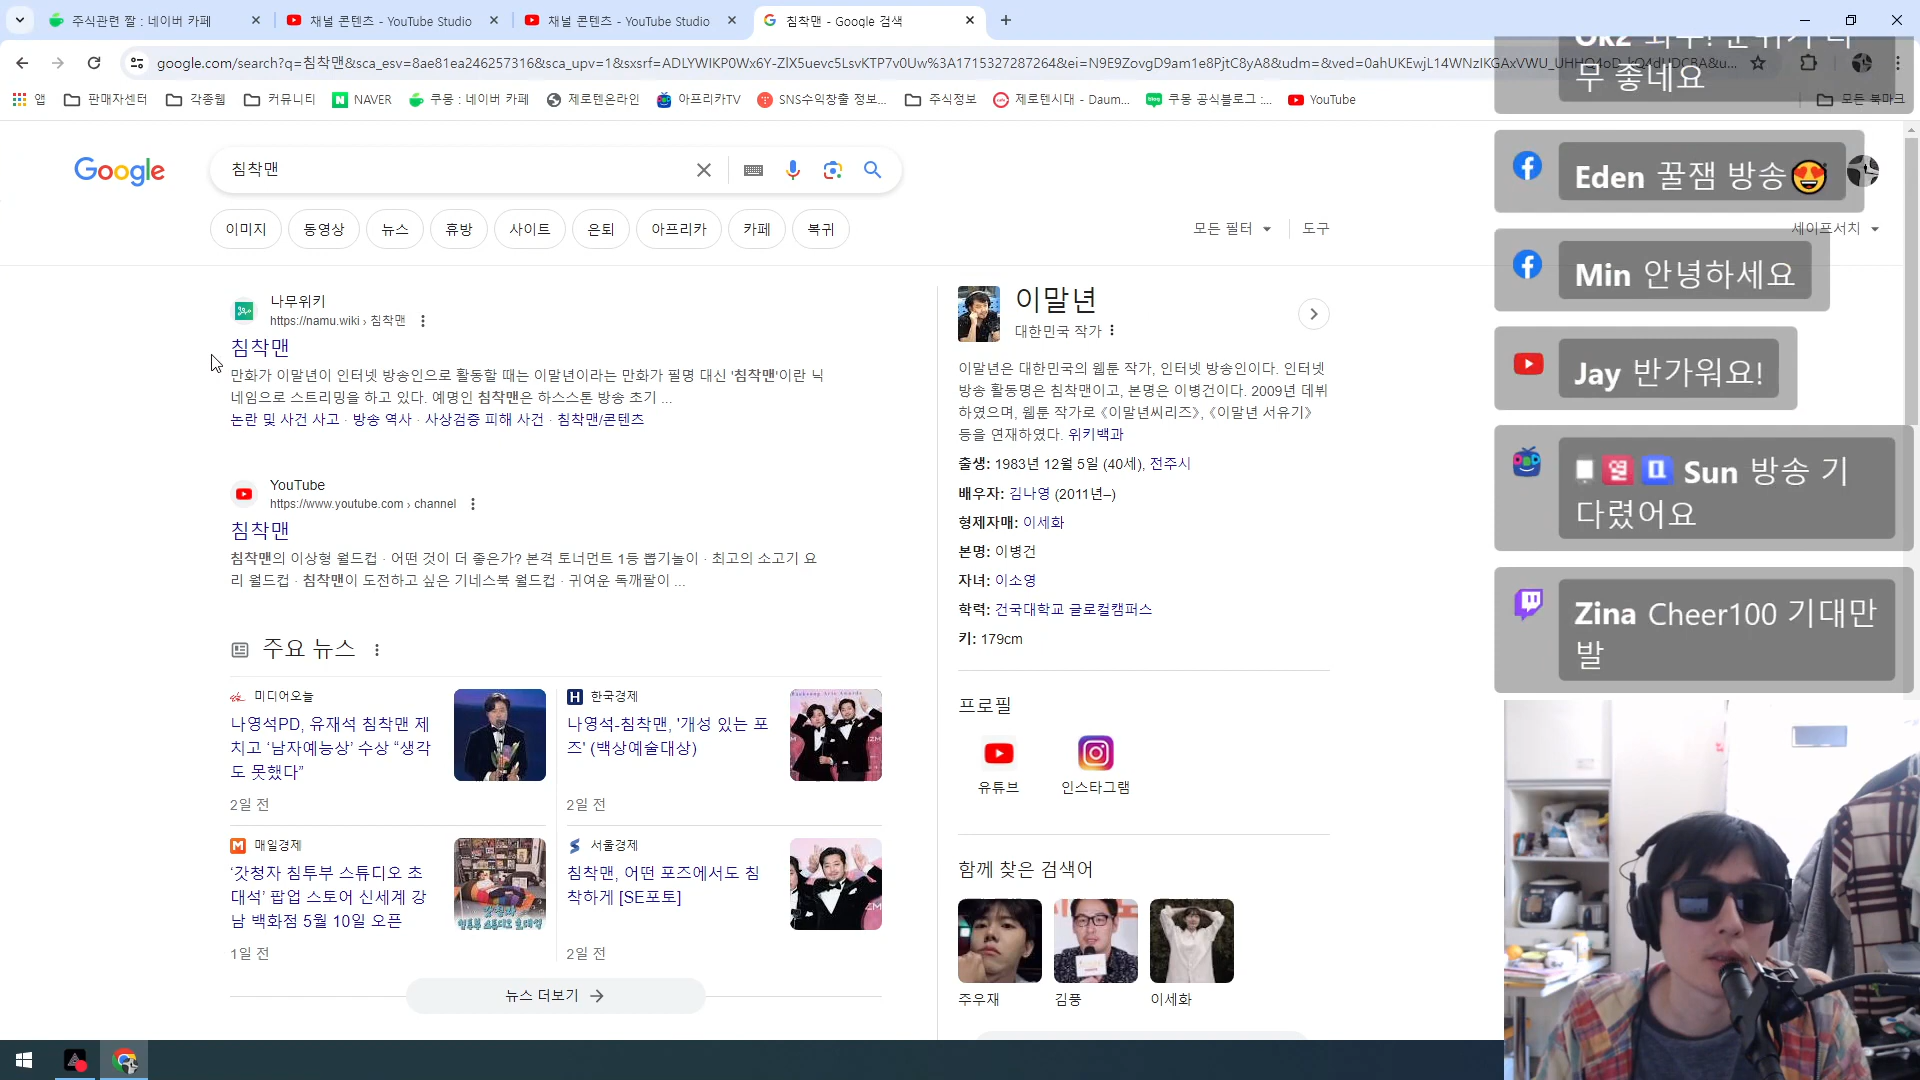 주식관련 짤 : 네이버 카페
채널 콘텐츠 - YouTube Studio
채널 콘텐츠 - YouTube Studio
침착맨 - Google 검색
앱
판매자센터
각종웹
커뮤니티
NAVER
쿠몽 : 네이버 카페
제로텐온라인
아프리카TV
SNS수익창출 정보...
주식정보
제로텐시대 - Daum...
쿠몽 공식블로그 :...
YouTube
모든 북마크
Google
침착맨
이미지
동영상
뉴스
휴방
사이트
은퇴
아프리카
카페
복귀
모든 필터
도구
세이프서치
나무위키
https://namu.wiki › 침착맨
침착맨
만화가 이말년이 인터넷 방송인으로 활동할 때는 이말년이라는 만화가 필명 대신 '침착맨'이란 닉
네임으로 스트리밍을 하고 있다. 예명인 침착맨은 하스스톤 방송 초기 ...
논란 및 사건 사고 · 방송 역사 · 사상검증 피해 사건 · 침착맨/콘텐츠
YouTube
https://www.youtube.com › channel
침착맨
침착맨의 이상형 월드컵 · 어떤 것이 더 좋은가? 본격 토너먼트 1등 뽑기놀이 · 최고의 소고기 요
리 월드컵 · 침착맨이 도전하고 싶은 기네스북 월드컵 · 귀여운 독깨팔이 ...
주요 뉴스
미디어오늘
나영석PD, 유재석 침착맨 제
치고 ‘남자예능상’ 수상 “생각
도 못했다”
2일 전
한국경제
나영석-침착맨, '개성 있는 포
즈' (백상예술대상)
2일 전
매일경제
‘갓청자 침투부 스튜디오 초
대석’ 팝업 스토어 신세계 강
남 백화점 5월 10일 오픈
1일 전
서울경제
침착맨, 어떤 포즈에서도 침
착하게 [SE포토]
2일 전
뉴스 더보기
이말년
대한민국 작가
이말년은 대한민국의 웹툰 작가, 인터넷 방송인이다. 인터넷
방송 활동명은 침착맨이고, 본명은 이병건이다. 2009년 데뷔
하였으며, 웹툰 작가로 《이말년씨리즈》, 《이말년 서유기》
등을 연재하였다. 위키백과
출생: 1983년 12월 5일 (40세), 전주시
배우자: 김나영 (2011년–)
형제자매: 이세화
본명: 이병건
자녀: 이소영
학력: 건국대학교 글로컬캠퍼스
키: 179cm
프로필
유튜브
인스타그램
함께 찾은 검색어
주우재
김풍
이세화
무 좋네요
Eden 꿀잼 방송
Min 안녕하세요
Jay 반가워요!
Sun 방송 기
다렸어요
Zina Cheer100 기대만
발